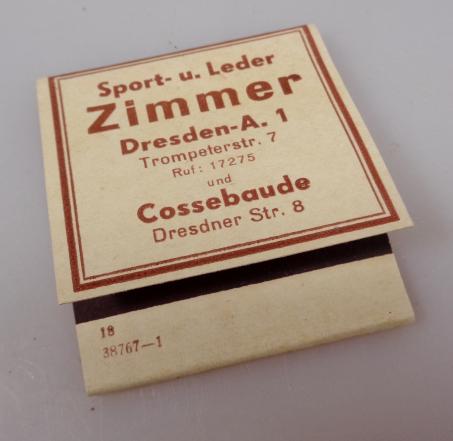 Sport- u. Leder
Zimmer
Dresden-A. 1
Trompeterstr. 7
Ruf: 17275
und
Cossebaude
Dresdner Str. 8
18
38767—1